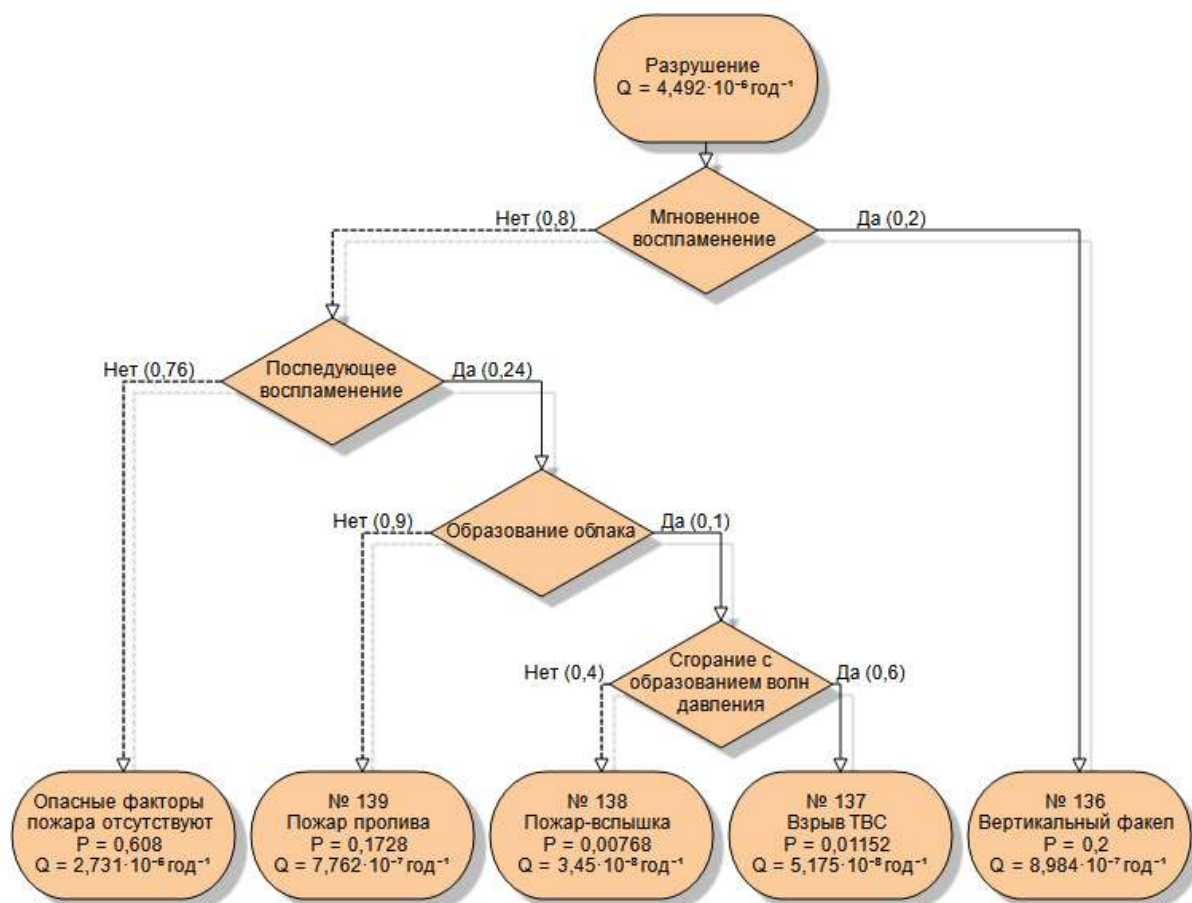 Разрушение
Q = 4,492·10⁻⁶ год⁻¹
Нет (0,8)
Мгновенное
воспламенение
Да (0,2)
Нет (0,76)
Последующее
воспламенение
Да (0,24)
Нет (0,9)
Образование облака
Да (0,1)
Нет (0,4)
Сгорание с
образованием волн
давления
Да (0,6)
Опасные факторы
пожара отсутствуют
P = 0,608
Q = 2,731·10⁻⁶ год⁻¹
№ 139
Пожар пролива
P = 0,1728
Q = 7,762·10⁻⁷ год⁻¹
№ 138
Пожар-вспышка
P = 0,00768
Q = 3,45·10⁻⁸ год⁻¹
№ 137
Взрыв ТВС
P = 0,01152
Q = 5,175·10⁻⁸ год⁻¹
№ 136
Вертикальный факел
P = 0,2
Q = 8,984·10⁻⁷ год⁻¹